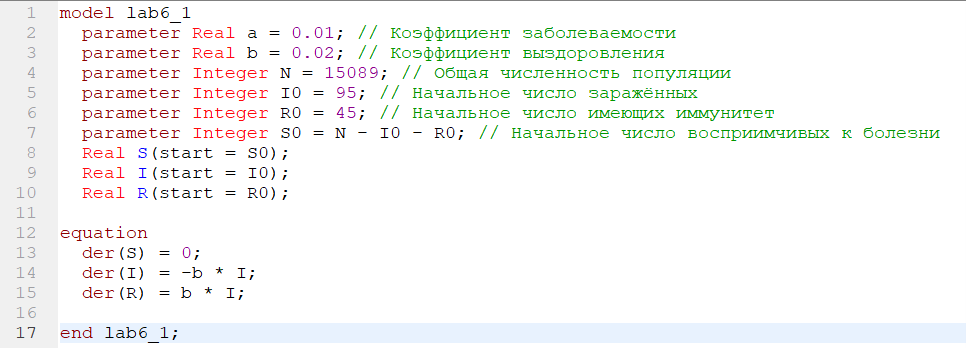 1 model lab6_1
2 parameter Real a = 0.01; // Коэффициент заболеваемости
3 parameter Real b = 0.02; // Коэффициент выздоровления
4 parameter Integer N = 15089; // Общая численность популяции
5 parameter Integer I0 = 95; // Начальное число заражённых
6 parameter Integer R0 = 45; // Начальное число имеющих иммунитет
7 parameter Integer S0 = N - I0 - R0; // Начальное число восприимчивых к болезни
8 Real S(start = S0);
9 Real I(start = I0);
10 Real R(start = R0);
11
12 equation
13 der(S) = 0;
14 der(I) = -b * I;
15 der(R) = b * I;
16
17 end lab6_1;